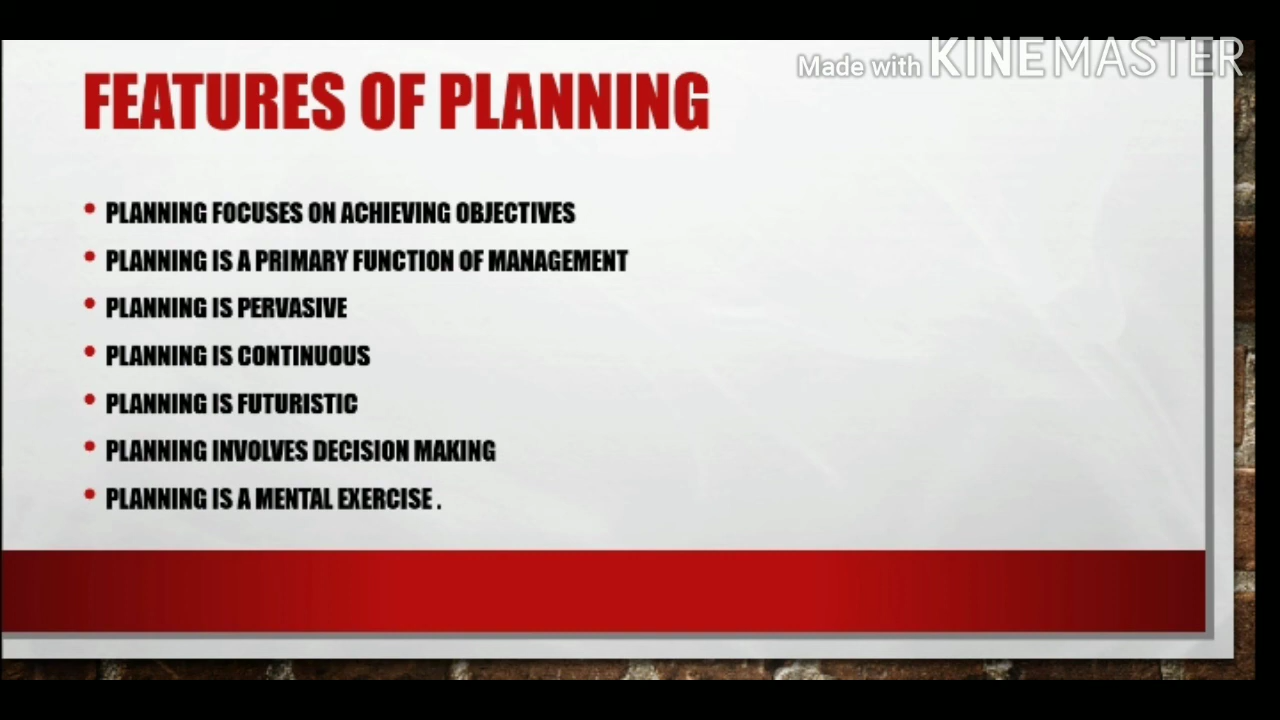 Made with KINEMASTER
FEATURES OF PLANNING
• PLANNING FOCUSES ON ACHIEVING OBJECTIVES
• PLANNING IS A PRIMARY FUNCTION OF MANAGEMENT
• PLANNING IS PERVASIVE
• PLANNING IS CONTINUOUS
• PLANNING IS FUTURISTIC
• PLANNING INVOLVES DECISION MAKING
• PLANNING IS A MENTAL EXERCISE .